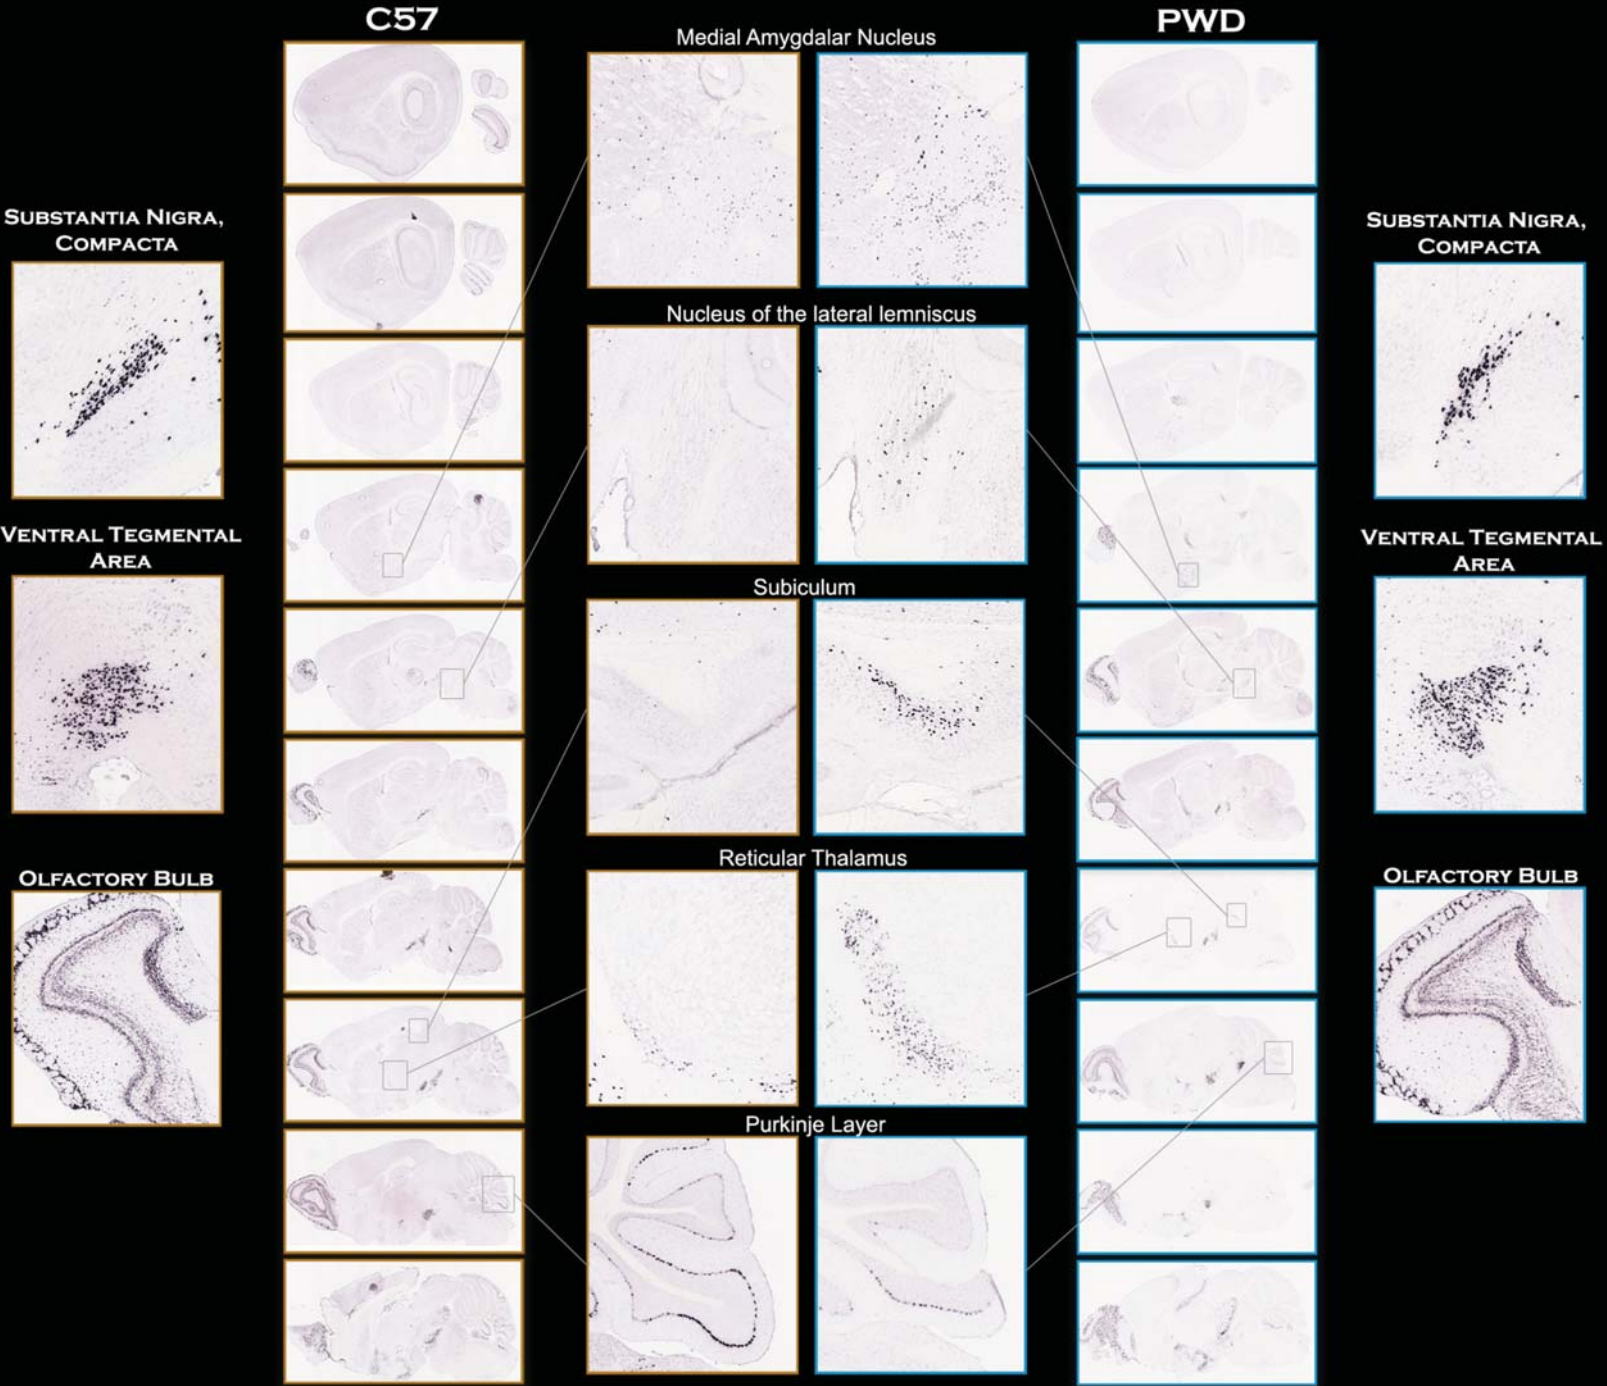 C57
PWD
Medial Amygdalar Nucleus
SUBSTANTIA NIGRA,
COMPACTA
SUBSTANTIA NIGRA,
COMPACTA
Nucleus of the lateral lemniscus
VENTRAL TEGMENTAL
AREA
VENTRAL TEGMENTAL
AREA
Subiculum
Reticular Thalamus
OLFACTORY BULB
OLFACTORY BULB
Purkinje Layer